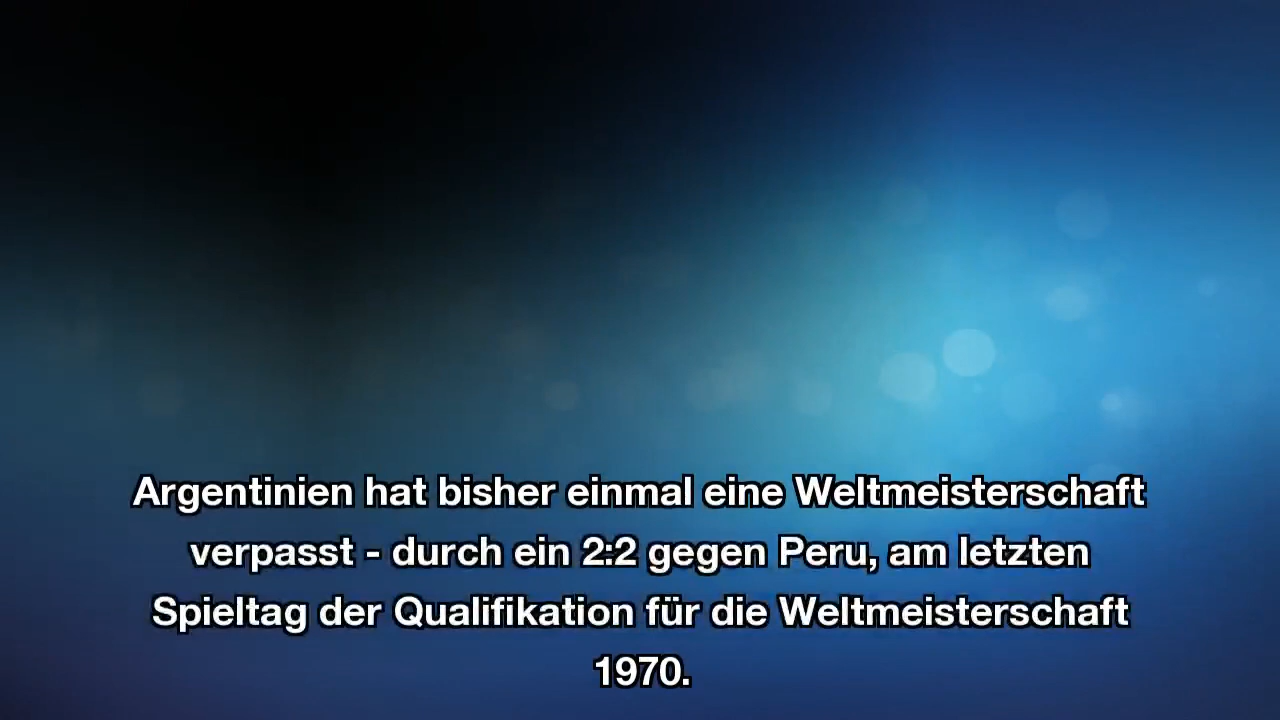 Argentinien hat bisher einmal eine Weltmeisterschaft
verpasst - durch ein 2:2 gegen Peru, am letzten
Spieltag der Qualifikation für die Weltmeisterschaft
1970.